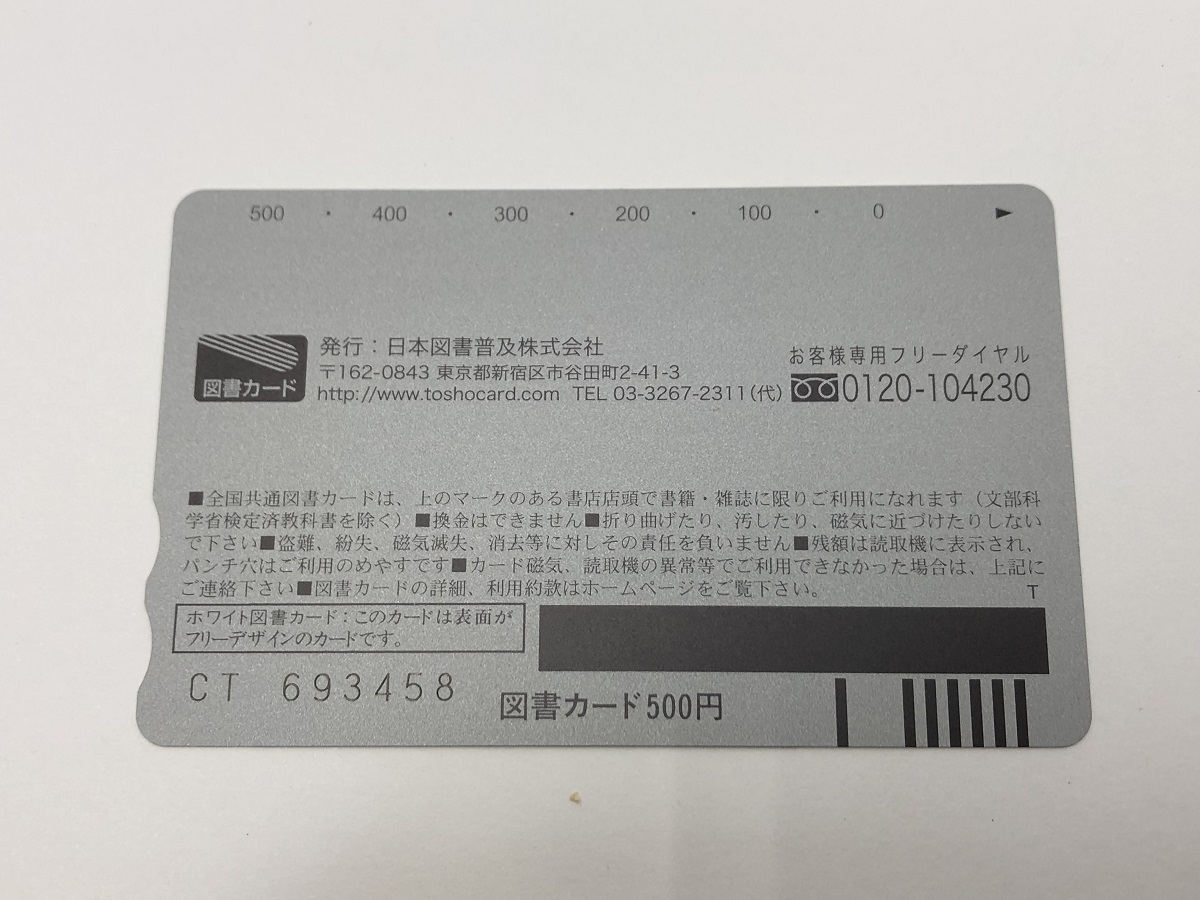 500 ・ 400 ・ 300 ・ 200 ・ 100 ・ 0 ►
図書カード
発行：日本図書普及株式会社
〒162-0843 東京都新宿区市谷田町2-41-3
http://www.toshocard.com TEL 03-3267-2311(代)
お客様専用フリーダイヤル
0120-104230
■全国共通図書カードは、上のマークのある書店店頭で書籍・雑誌に限りご利用になれます（文部科
学省検定済教科書を除く）■換金はできません■折り曲げたり、汚したり、磁気に近づけたりしない
で下さい■盗難、紛失、磁気滅失、消去等に対しその責任を負いません■残額は読取機に表示され、
パンチ穴はご利用のめやすです■カード磁気、読取機の異常等でご利用できなかった場合は、上記に
ご連絡下さい■図書カードの詳細、利用約款はホームページをご覧下さい。
T
ホワイト図書カード：このカードは表面が
フリーデザインのカードです。
CT 693458
図書カード500円